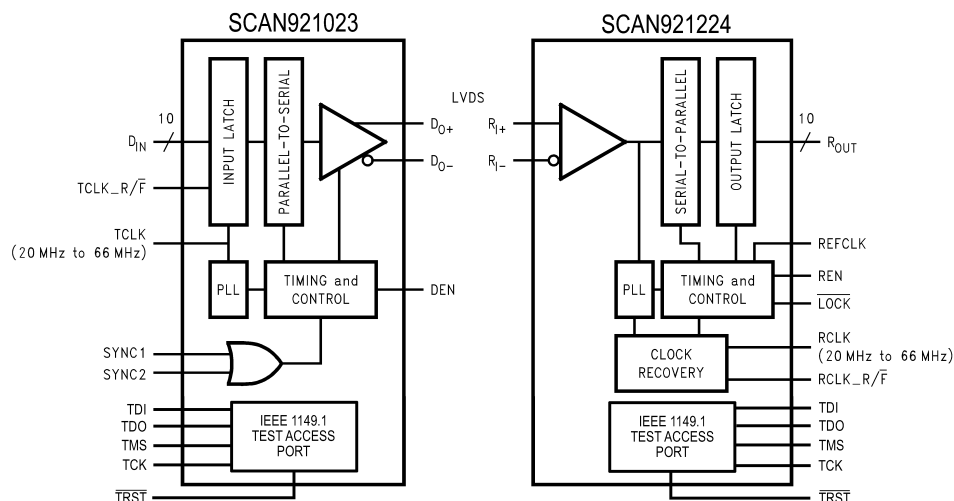 SCAN921023
10
D_IN
TCLK_R/F̅
TCLK
(20 MHz to 66 MHz)
INPUT LATCH
PARALLEL-TO-SERIAL
PLL
TIMING and
CONTROL
LVDS
D_O+
D_O-
DEN
SYNC1
SYNC2
TDI
TDO
TMS
TCK
IEEE 1149.1
TEST ACCESS
PORT
T̅R̅S̅T̅
SCAN921224
R_I+
R_I-
SERIAL-TO-PARALLEL
OUTPUT LATCH
10
R_OUT
PLL
TIMING and
CONTROL
REFCLK
REN
L̅O̅C̅K̅
CLOCK
RECOVERY
RCLK
(20 MHz to 66 MHz)
RCLK_R/F̅
IEEE 1149.1
TEST ACCESS
PORT
TDI
TDO
TMS
TCK
T̅R̅S̅T̅